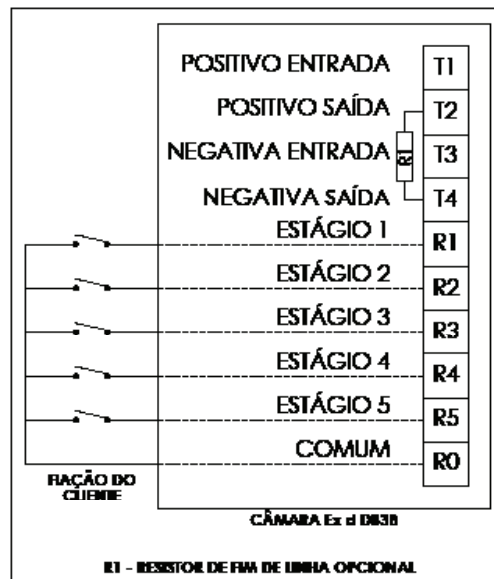 POSITIVO ENTRADA T1
POSITIVO SAÍDA T2
R1
NEGATIVA ENTRADA T3
NEGATIVA SAÍDA T4
ESTÁGIO 1 R1
ESTÁGIO 2 R2
ESTÁGIO 3 R3
ESTÁGIO 4 R4
ESTÁGIO 5 R5
COMUM R0
FIAÇÃO DO
CLIENTE
CÂMARA Ex d DB3B
R1 - RESISTOR DE FIM DE LINHA OPCIONAL